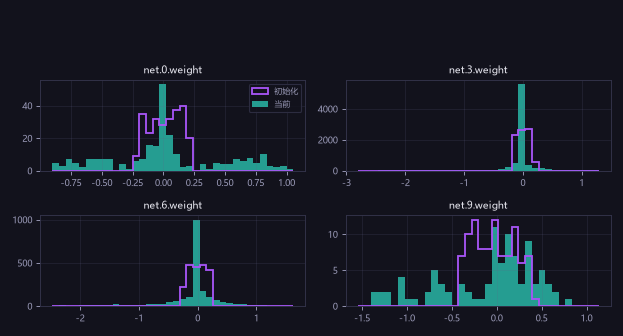 net.0.weight
40
20
0
-0.75 -0.50 -0.25 0.00 0.25 0.50 0.75 1.00
初始化
当前
net.3.weight
4000
2000
0
-3 -2 -1 0 1
net.6.weight
1000
500
0
-2 -1 0 1
net.9.weight
10
5
0
-1.5 -1.0 -0.5 0.0 0.5 1.0